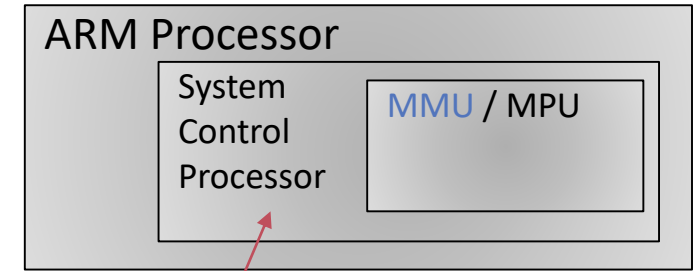 ARM Processor
System
Control
Processor
MMU / MPU